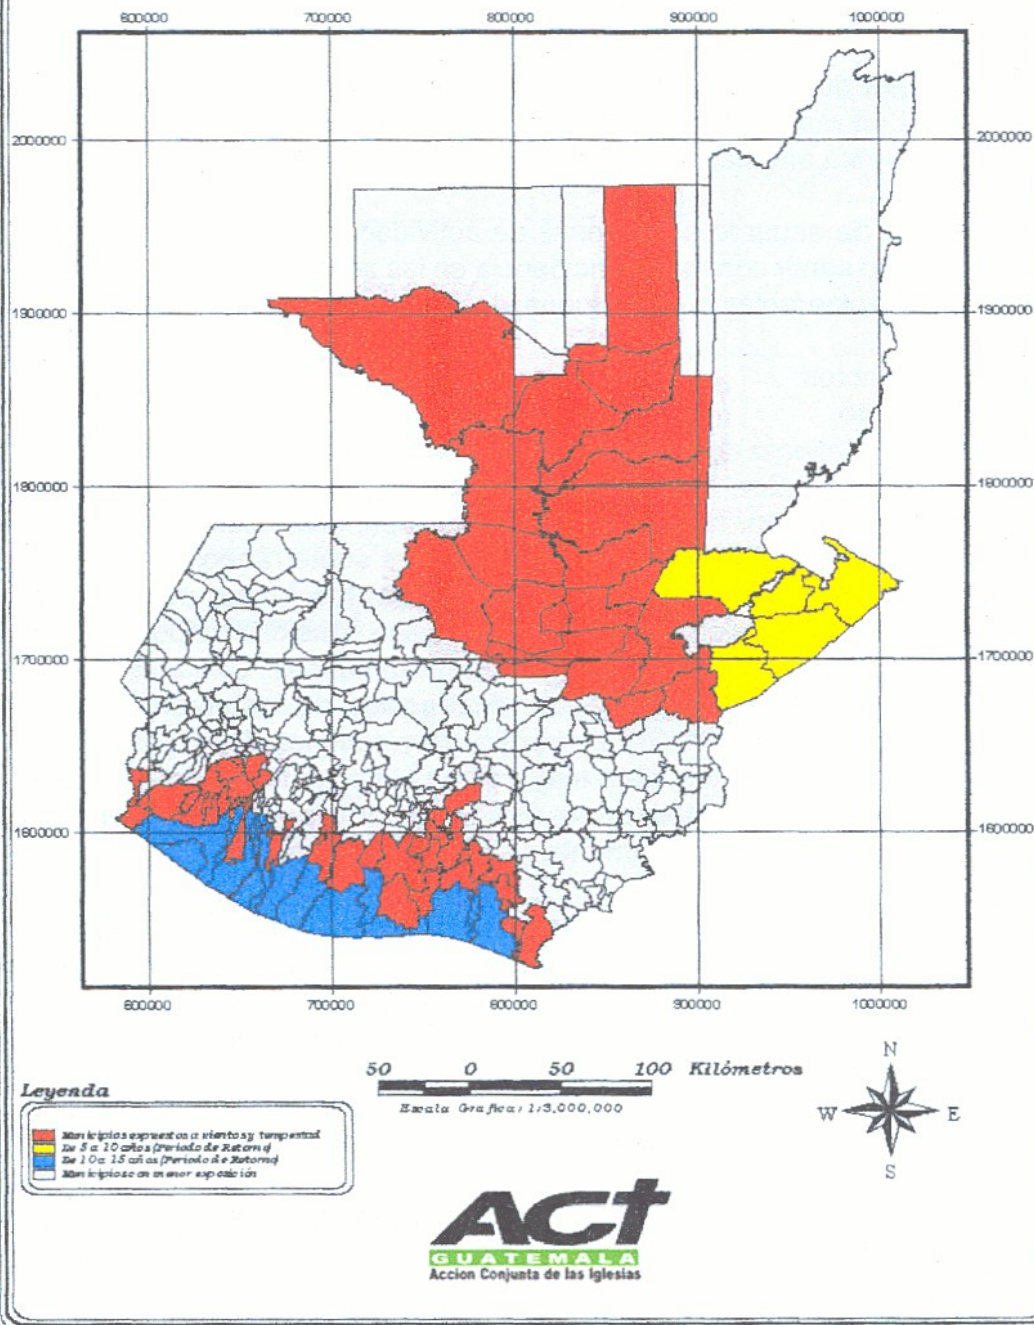 600000 700000 800000 900000 1000000
2000000 2000000
1900000 1900000
1800000 1800000
1700000 1700000
1600000 1600000
600000 700000 800000 900000 1000000
50 0 50 100 Kilómetros
Escala Grafica: 1:3,000,000
N
W E
S
Leyenda
Municipios expuestos a vientos y tempestad
De 5 a 10 años (Periodo de Retorno)
De 10 a 15 años (Periodo de Retorno)
Municipios con menor exposición
ACT
GUATEMALA
Accion Conjunta de las Iglesias